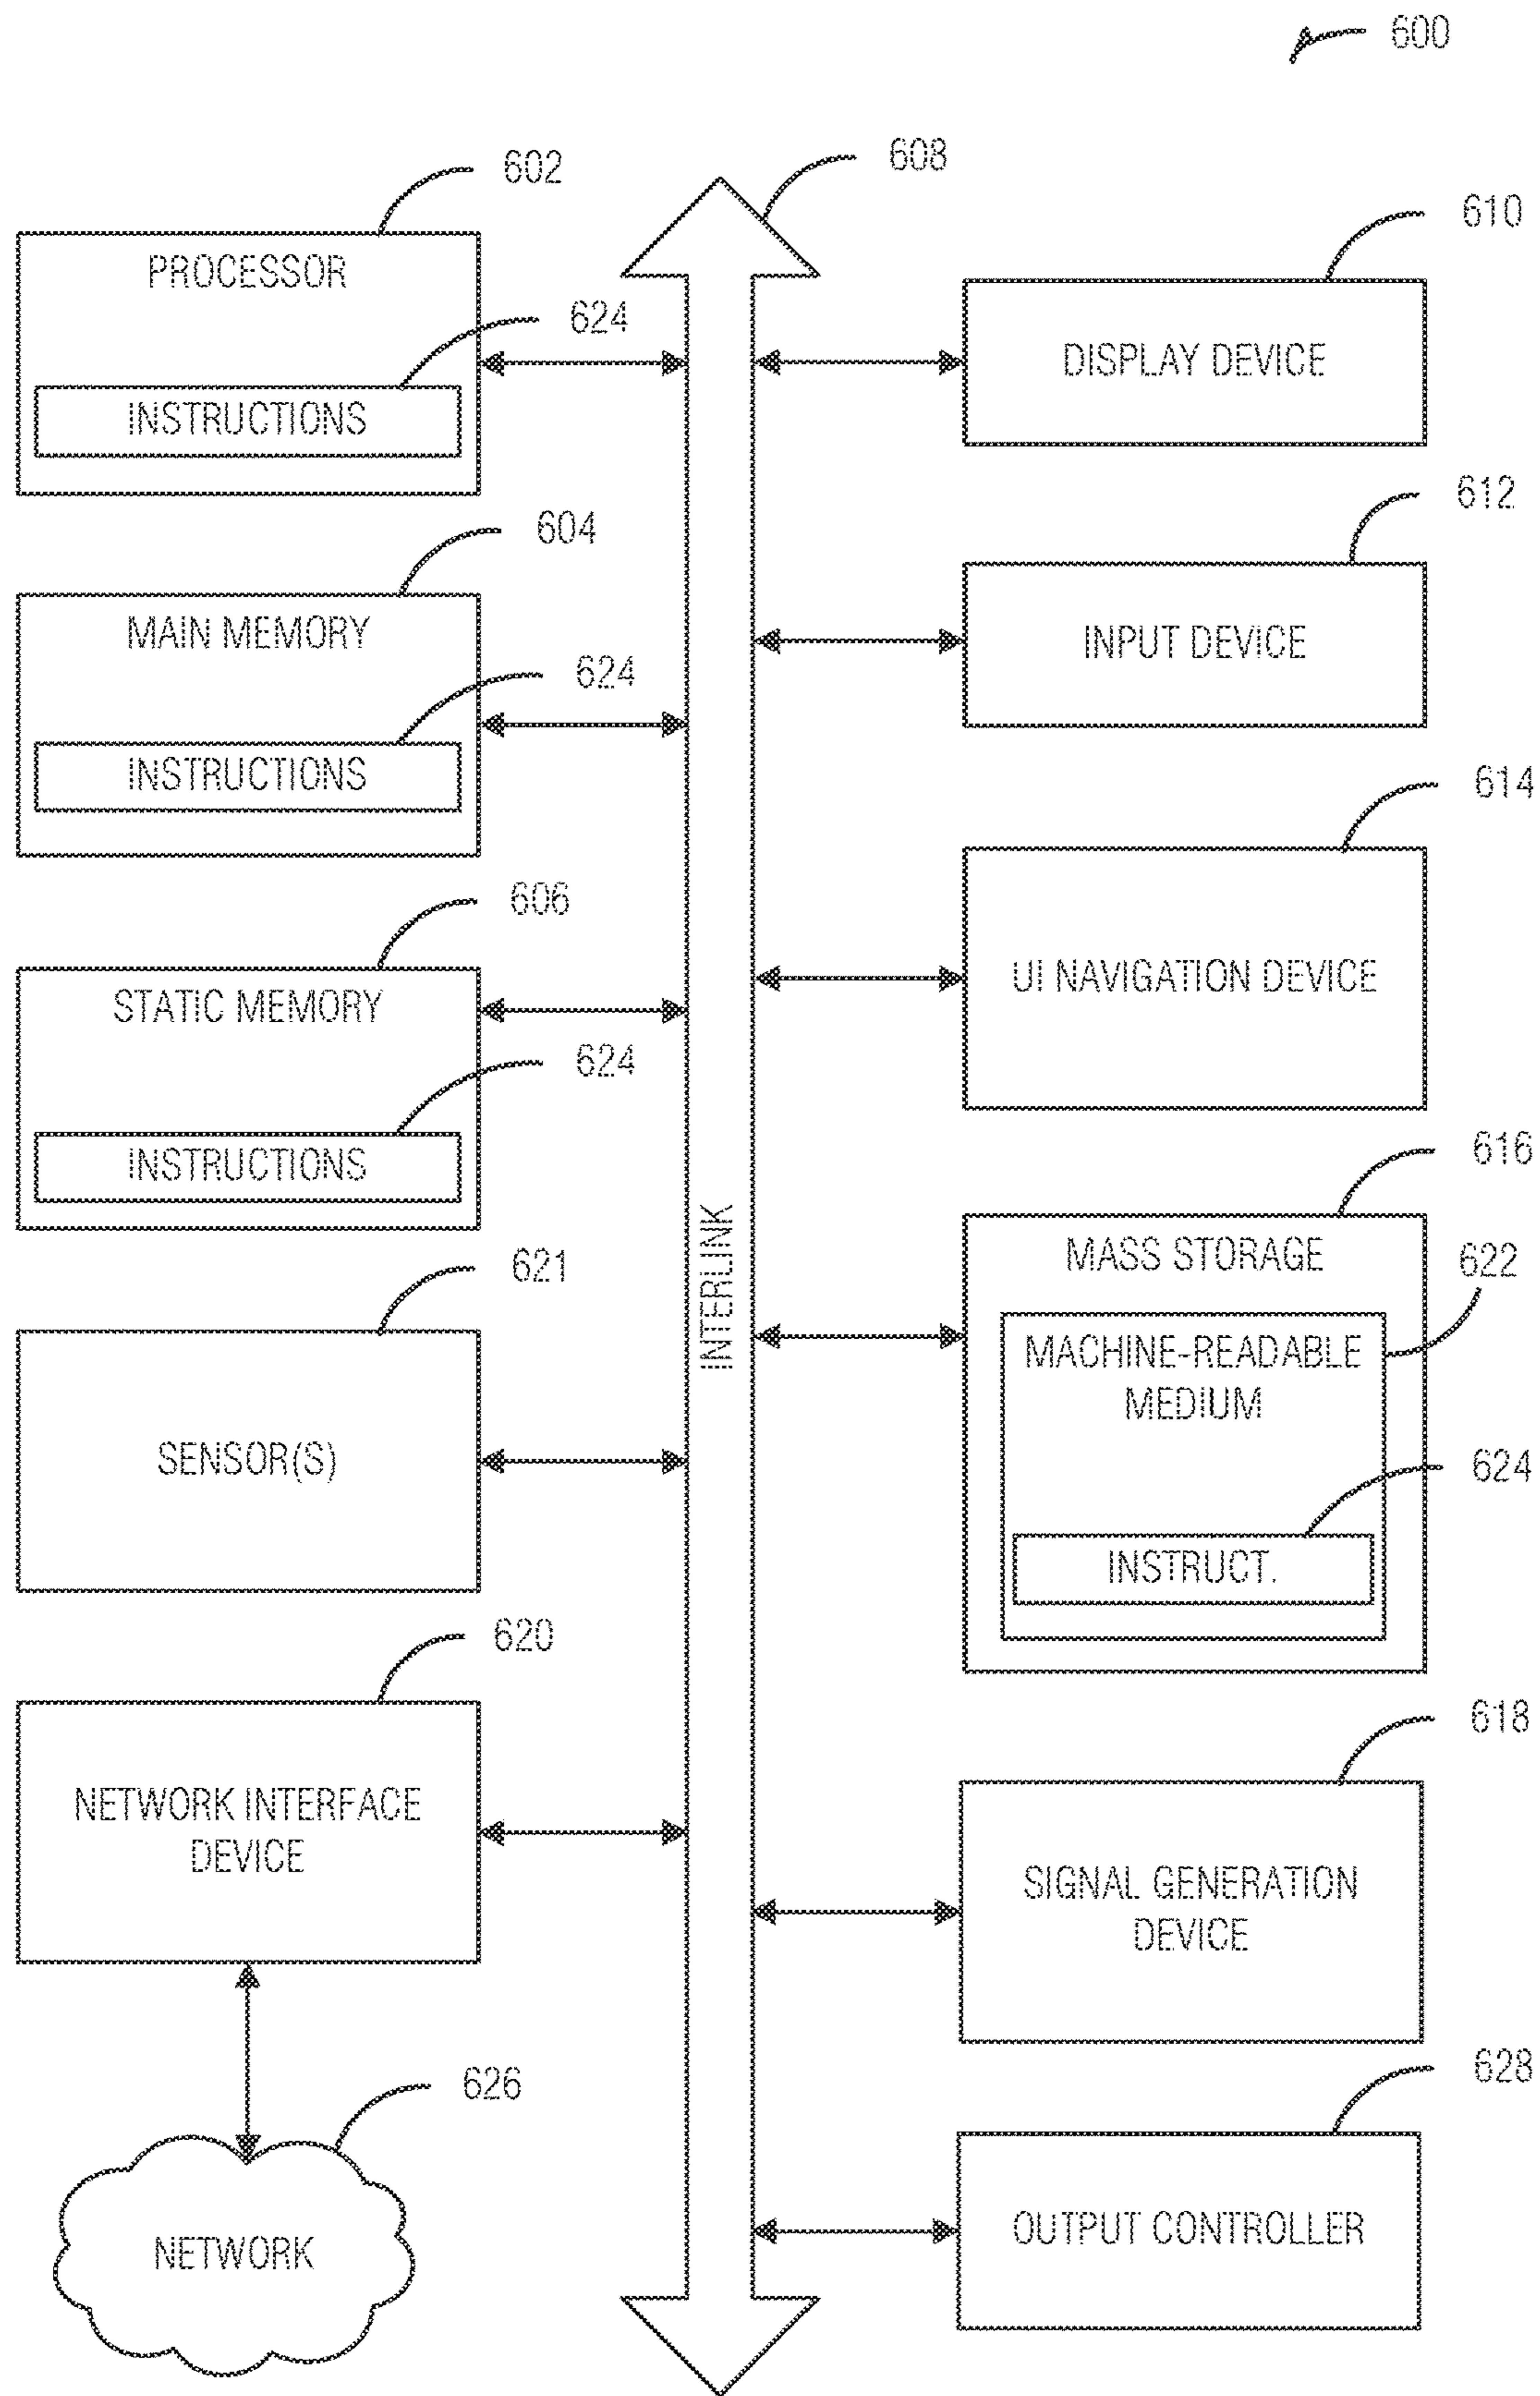 600
602
PROCESSOR
624
INSTRUCTIONS
604
MAIN MEMORY
624
INSTRUCTIONS
606
STATIC MEMORY
624
INSTRUCTIONS
621
SENSOR(S)
620
NETWORK INTERFACE
DEVICE
626
NETWORK
608
INTERLINK
610
DISPLAY DEVICE
612
INPUT DEVICE
614
UI NAVIGATION DEVICE
616
MASS STORAGE
622
MACHINE-READABLE
MEDIUM
624
INSTRUCT.
618
SIGNAL GENERATION
DEVICE
628
OUTPUT CONTROLLER